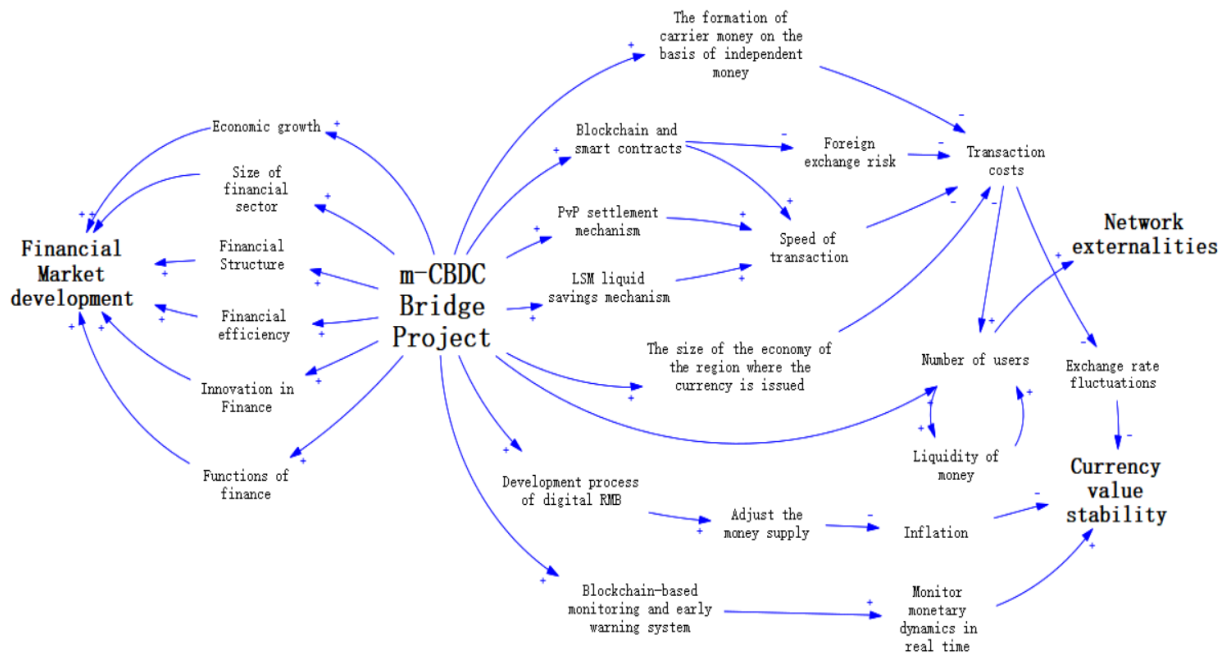 The formation of
carrier money on the
basis of independent
money
Economic growth
Blockchain and
smart contracts
Foreign
exchange risk
Transaction
costs
Size of
financial
sector
PvP settlement
mechanism
Speed of
transaction
Network
externalities
Financial
Market
development
Financial
Structure
m-CBDC
Bridge
Project
LSM liquid
savings mechanism
Financial
efficiency
The size of the economy of
the region where the
currency is issued
Number of users
Exchange rate
fluctuations
Innovation in
Finance
Functions of
finance
Liquidity of
money
Development process
of digital RMB
Adjust the
money supply
Inflation
Currency
value
stability
Blockchain-based
monitoring and early
warning system
Monitor
monetary
dynamics in
real time